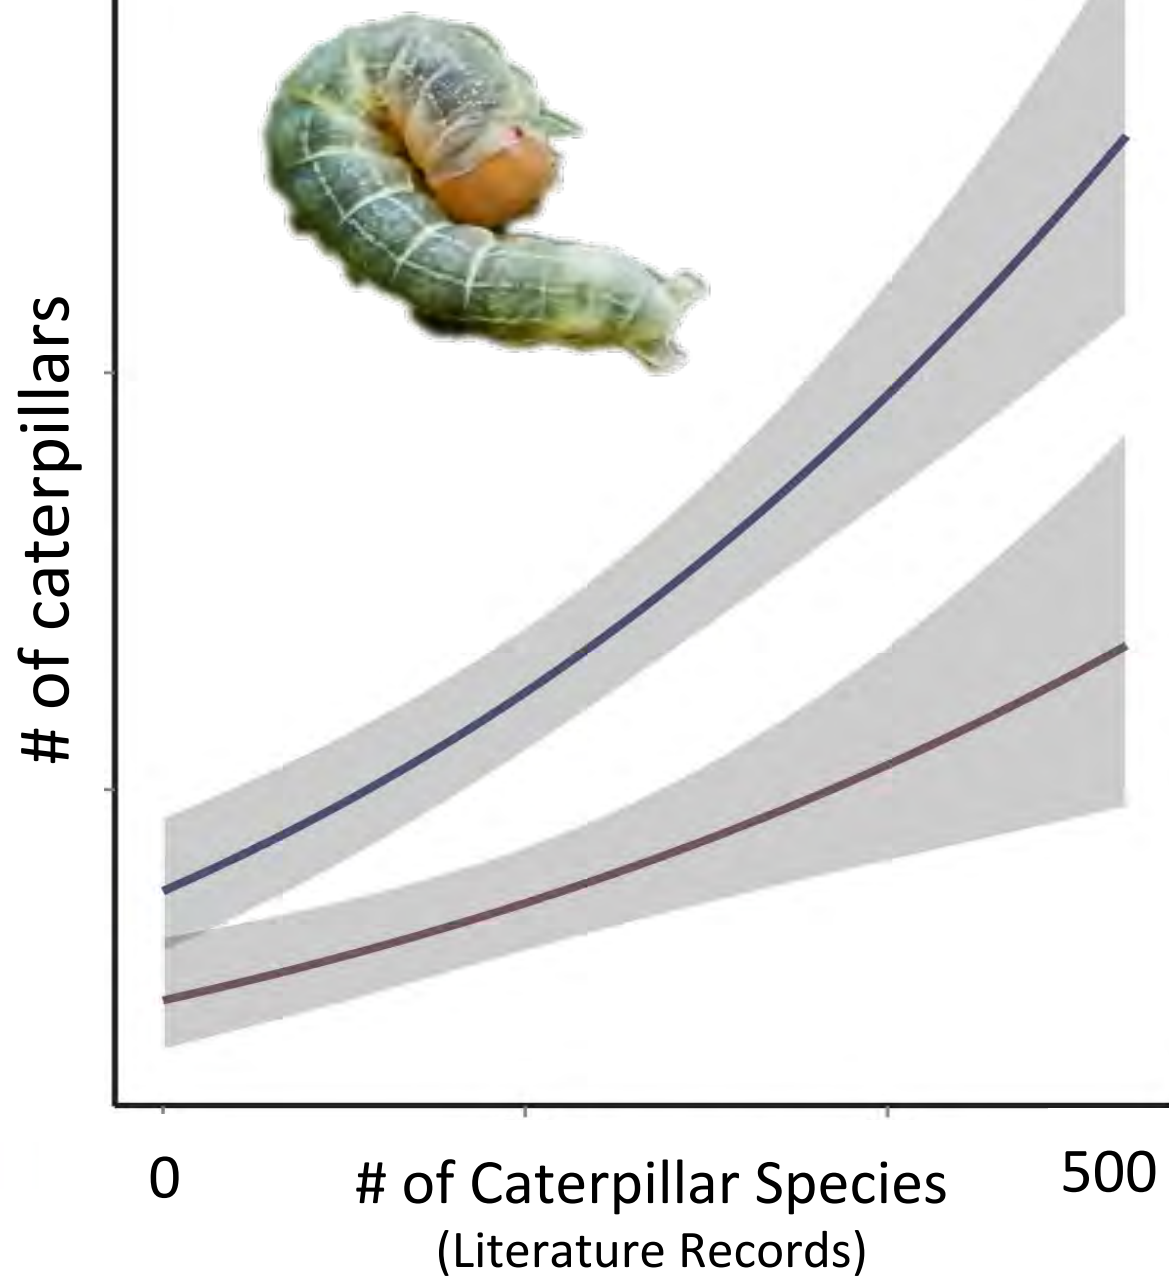 # of caterpillars
0
500
# of Caterpillar Species
(Literature Records)